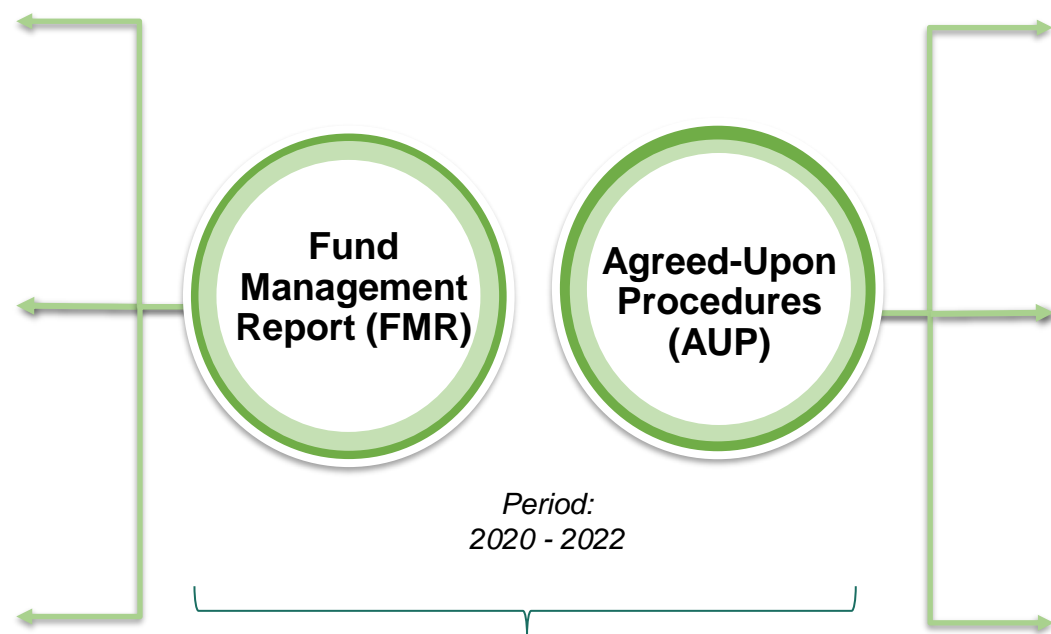 Fund
Management
Report (FMR)
Agreed-Upon
Procedures
(AUP)
Period:
2020 - 2022